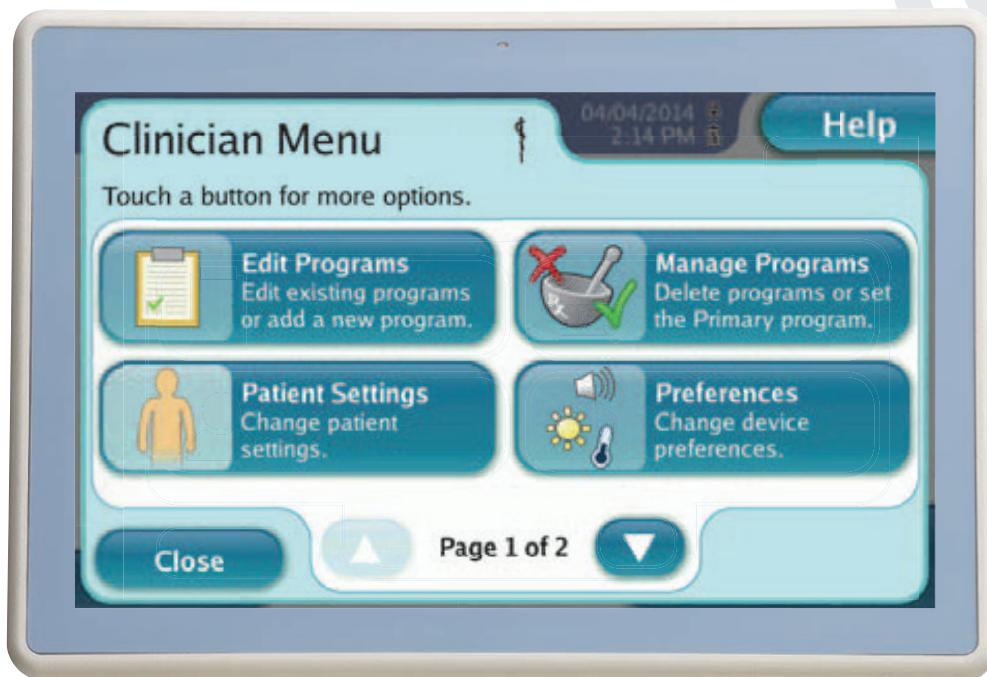 Clinician Menu
04/04/2014
2:14 PM
Help
Touch a button for more options.
Edit Programs
Edit existing programs
or add a new program.
Manage Programs
Delete programs or set
the Primary program.
Patient Settings
Change patient
settings.
Preferences
Change device
preferences.
Close
Page 1 of 2